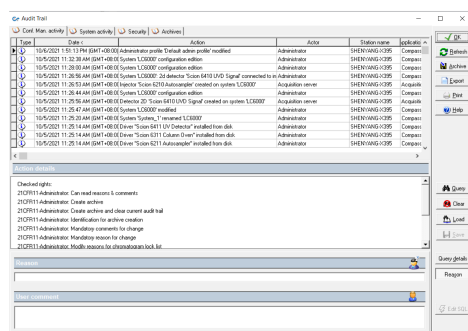 Audit Trail
Conf. Man. activity System activity Security Archives
Type Date < Action Actor Station name Applicatic
10/6/2021 1:51:13 PM (GMT+08:00) Administrator profile 'Default admin profile' modified Administrator SHENYANG-X395 Compass
10/5/2021 11:32:38 AM (GMT+08:00) System 'LC6000' configuration edition Administrator SHENYANG-X395 Compass
10/5/2021 11:28:00 AM (GMT+08:00) System 'LC6000' configuration edition Administrator SHENYANG-X395 Compass
10/5/2021 11:26:56 AM (GMT+08:00) System 'LC6000': 2d detector 'Scion 6410 UVD Signal' connected to in Administrator SHENYANG-X395 Compass
10/5/2021 11:26:53 AM (GMT+08:00) Injector 'Scion 6210 Autosampler' created on system 'LC6000' Acquisition server SHENYANG-X395 Acquisitic
10/5/2021 11:26:44 AM (GMT+08:00) System 'LC6000' configuration edition Administrator SHENYANG-X395 Compass
10/5/2021 11:25:56 AM (GMT+08:00) Detector 2D 'Scion 6410 UVD Signal' created on system 'LC6000' Acquisition server SHENYANG-X395 Acquisitic
10/5/2021 11:25:47 AM (GMT+08:00) System 'LC6000' modified Administrator SHENYANG-X395 Compass
10/5/2021 11:25:20 AM (GMT+08:00) System 'System_1' renamed 'LC6000' Administrator SHENYANG-X395 Compass
10/5/2021 11:25:14 AM (GMT+08:00) Driver "Scion 6411 UV Detector" installed from disk Administrator SHENYANG-X395 Compass
10/5/2021 11:25:14 AM (GMT+08:00) Driver "Scion 6311 Column Oven" installed from disk Administrator SHENYANG-X395 Compass
10/5/2021 11:25:14 AM (GMT+08:00) Driver "Scion 6211 Autosampler" installed from disk Administrator SHENYANG-X395 Compass
Action details
Checked rights:
21CFR11-Administrator: Can read reasons & comments
21CFR11-Administrator: Create archive
21CFR11-Administrator: Create archive and clear current audit trail
21CFR11-Administrator: Identification for archive creation
21CFR11-Administrator: Mandatory comments for change
21CFR11-Administrator: Mandatory reason for change
21CFR11-Administrator: Modify reasons for chromatogram lock list
Reason
User comment
OK
Refresh
Archive
Export
Print
Help
Query
Clear
Load
Save
Query details
Reason
Edit SQL